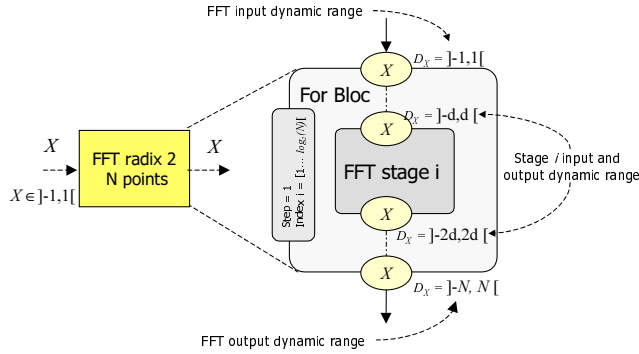 FFT input dynamic range
X
D_X = ]-1,1[
For Bloc
D_X = ]-d,d [
X
X
X
FFT radix 2
N points
X∈]-1,1[
Step = 1
Index i = [1... log₂(N)[
FFT stage i
Stage i input and
output dynamic range
X
D_X = ]-2d,2d [
X
D_X = ]-N, N [
FFT output dynamic range